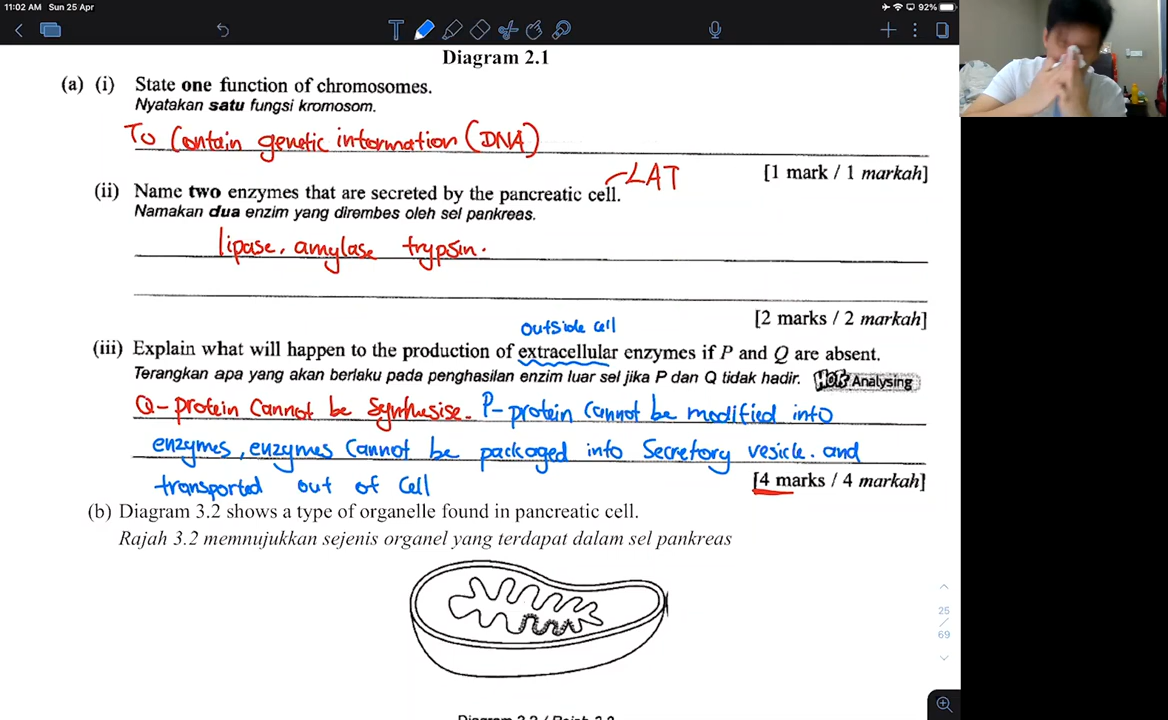 11:02 AM Sun 25 Apr
92%
Diagram 2.1
(a) (i) State one function of chromosomes.
Nyatakan satu fungsi kromosom.
To Contain genetic information (DNA)
[1 mark / 1 markah]
LAT
(ii) Name two enzymes that are secreted by the pancreatic cell.
Namakan dua enzim yang dirembes oleh sel pankreas.
lipase, amylase trypsin.
[2 marks / 2 markah]
outside cell
(iii) Explain what will happen to the production of extracellular enzymes if P and Q are absent.
Terangkan apa yang akan berlaku pada penghasilan enzim luar sel jika P dan Q tidak hadir. Hots Analysing
Q-protein Cannot be Synthesise. P-protein Cannot be modified into
enzymes, enzymes Cannot be packaged into Secretory vesicle. and
transported out of Cell
[4 marks / 4 markah]
(b) Diagram 3.2 shows a type of organelle found in pancreatic cell.
Rajah 3.2 memnujukkan sejenis organel yang terdapat dalam sel pankreas
25
/
69
Diagram 3.2 / Rajah 3.2